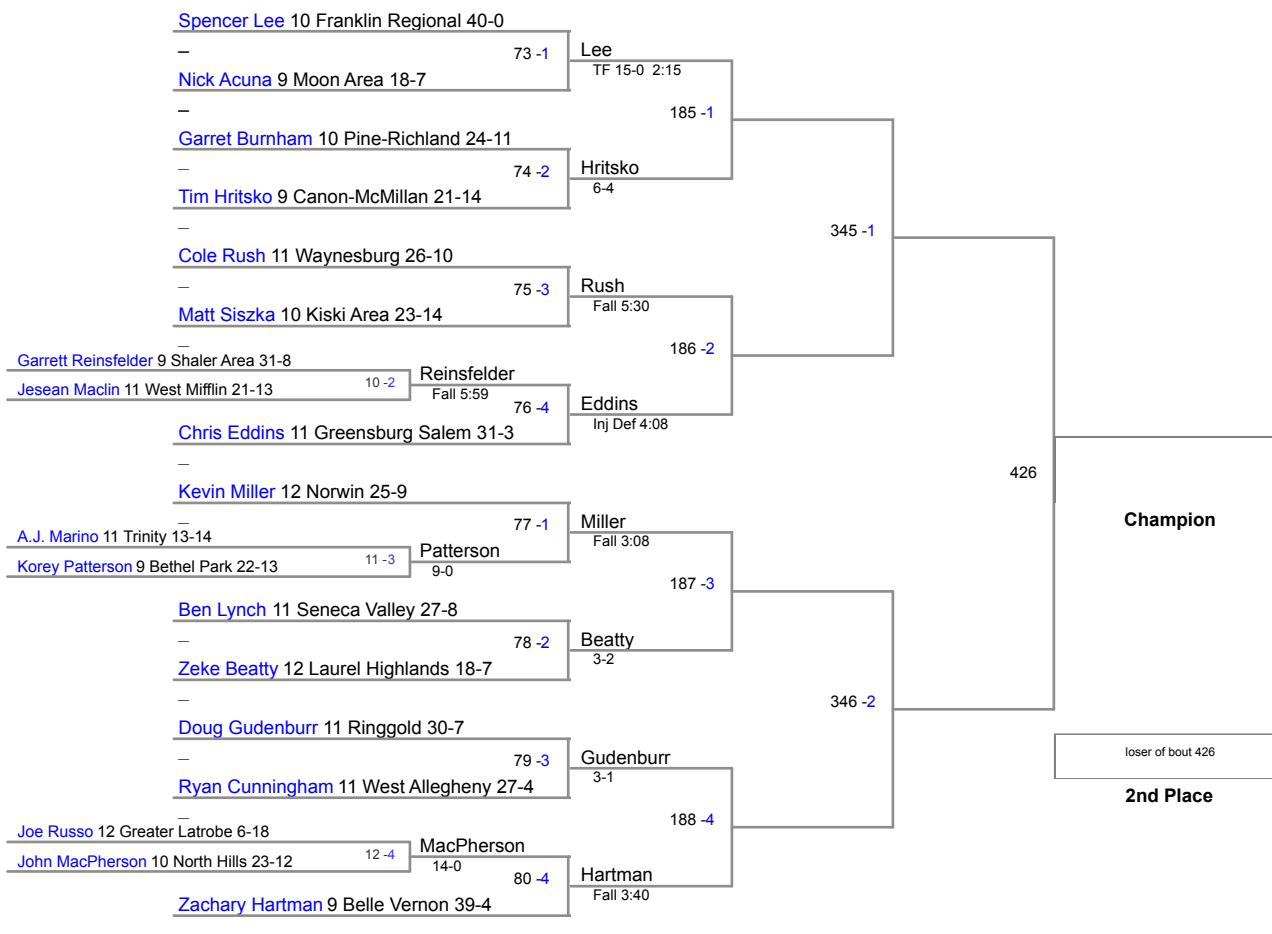 Spencer Lee 10 Franklin Regional 40-0
–
73 -1
Lee
TF 15-0 2:15
Nick Acuna 9 Moon Area 18-7
–
185 -1
Garret Burnham 10 Pine-Richland 24-11
–
74 -2
Hritsko
6-4
Tim Hritsko 9 Canon-McMillan 21-14
–
345 -1
Cole Rush 11 Waynesburg 26-10
–
75 -3
Rush
Fall 5:30
Matt Siszka 10 Kiski Area 23-14
–
186 -2
Garrett Reinsfelder 9 Shaler Area 31-8
Jesean Maclin 11 West Mifflin 21-13
10 -2
Reinsfelder
Fall 5:59
76 -4
Eddins
Inj Def 4:08
Chris Eddins 11 Greensburg Salem 31-3
–
426
Kevin Miller 12 Norwin 25-9
–
77 -1
Miller
Fall 3:08
Champion
A.J. Marino 11 Trinity 13-14
Korey Patterson 9 Bethel Park 22-13
11 -3
Patterson
9-0
187 -3
Ben Lynch 11 Seneca Valley 27-8
–
78 -2
Beatty
3-2
Zeke Beatty 12 Laurel Highlands 18-7
–
346 -2
Doug Gudenburr 11 Ringgold 30-7
–
79 -3
Gudenburr
3-1
loser of bout 426
2nd Place
Ryan Cunningham 11 West Allegheny 27-4
–
188 -4
Joe Russo 12 Greater Latrobe 6-18
John MacPherson 10 North Hills 23-12
12 -4
MacPherson
14-0
80 -4
Hartman
Fall 3:40
Zachary Hartman 9 Belle Vernon 39-4